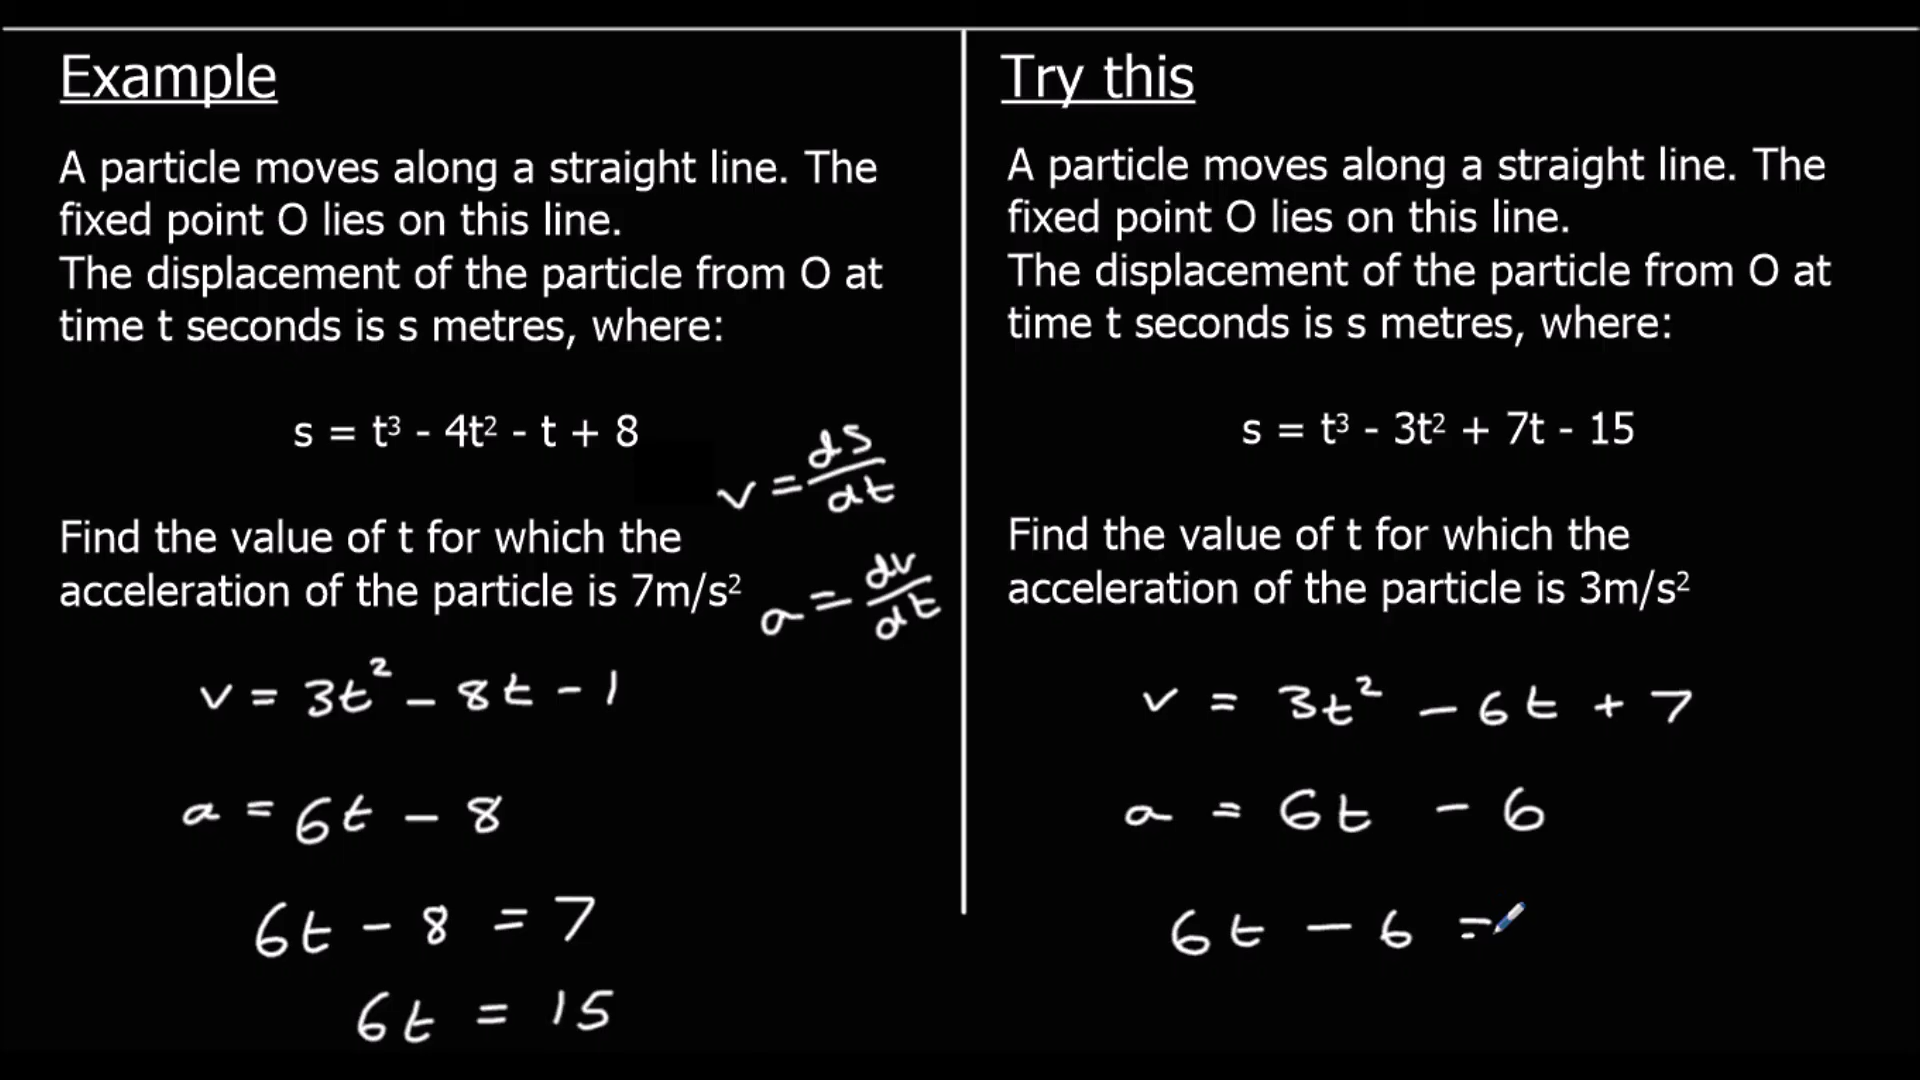 Example
A particle moves along a straight line. The
fixed point O lies on this line.
The displacement of the particle from O at
time t seconds is s metres, where:
s = t³ - 4t² - t + 8
v = ds/dt
Find the value of t for which the
acceleration of the particle is 7m/s²
a = dv/dt
v = 3t² - 8t - 1
a = 6t - 8
6t - 8 = 7
6t = 15
Try this
A particle moves along a straight line. The
fixed point O lies on this line.
The displacement of the particle from O at
time t seconds is s metres, where:
s = t³ - 3t² + 7t - 15
Find the value of t for which the
acceleration of the particle is 3m/s²
v = 3t² - 6t + 7
a = 6t - 6
6t - 6 =